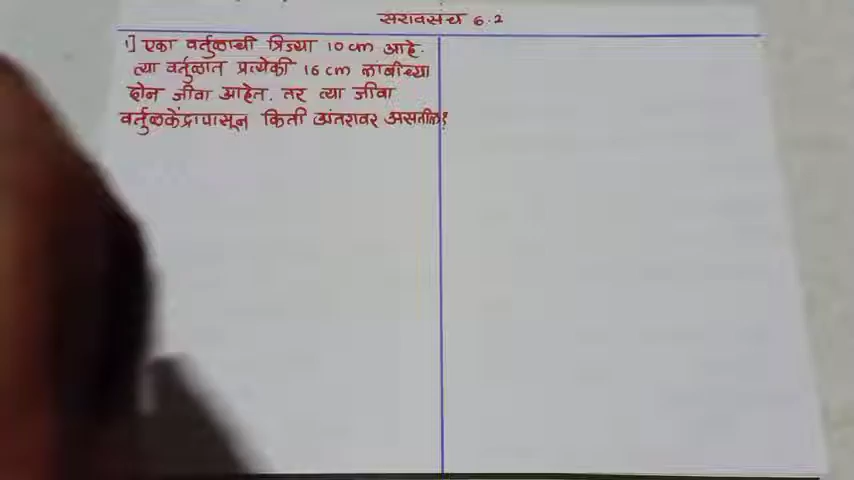 सरावसंच 6.2
1] एका वर्तुळाची त्रिज्या 10 cm आहे.
त्या वर्तुळात प्रत्येकी 16 cm लांबीच्या
दोन जीवा आहेत. तर त्या जीवा
वर्तुळकेंद्रापासून किती अंतरावर असतील?